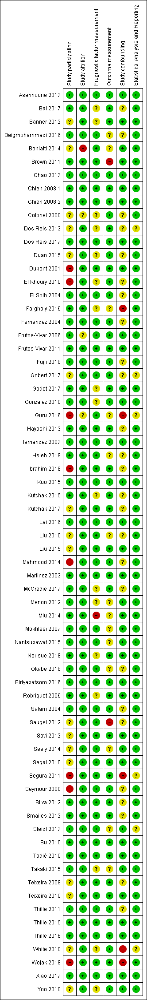 Study participation
Study attrition
Prognostic factor measurement
Outcome measurement
Study confounding
Statistical Analysis and Reporting
Asehnoune 2017 + + + + + +
Bai 2017 + + ? + ? +
Banner 2012 ? + ? + + +
Beigmohammadi 2016 + + + ? ? +
Boniatti 2014 ? - + ? + +
Brown 2011 + + + - + +
Chao 2017 + + + + + +
Chien 2008 1 + + + + + +
Chien 2008 2 + + + + + +
Colonel 2008 ? ? ? + ? +
Dos Reis 2013 ? + ? + ? ?
Dos Reis 2017 + + + + + +
Duan 2015 ? + ? + ? +
Dupont 2001 - + + + + +
El Khoury 2010 - + ? + ? +
El Solh 2004 + + + + ? +
Farghaly 2016 + + ? ? - +
Fernandez 2004 + + + + ? +
Frutos-Vivar 2006 + ? + + + +
Frutos-Vivar 2011 + + + + + +
Fujii 2018 + + + + ? +
Gobert 2017 ? + + + ? ?
Godet 2017 + + ? + + +
Gonzalez 2018 + + ? + + +
Guru 2016 - ? + ? - ?
Hayashi 2013 + + + + ? +
Hernandez 2007 + + + + + +
Hsieh 2018 + + + ? ? +
Ibrahim 2018 - + + + ? +
Kuo 2015 + + + + + +
Kutchak 2015 + + ? + ? +
Kutchak 2017 ? + + + ? +
Lai 2016 + + + + + +
Liu 2010 ? + + ? ? +
Liu 2015 ? + + + + +
Mahmood 2014 - + + + ? +
Martinez 2003 + + + + + +
McCredie 2017 + + ? + ? +
Menon 2012 + + ? ? + +
Miu 2014 + + - ? + +
Mokhlesi 2007 + + + ? + +
Nantsupawat 2015 + + + ? + +
Norisue 2018 + + ? + + +
Okabe 2018 + + + ? ? +
Piriyapatsom 2016 + + + + + +
Robriquet 2006 + + ? + + +
Salam 2004 + + + + ? +
Saugel 2012 ? + + - ? +
Savi 2012 ? + + + + +
Seely 2014 ? + + ? + +
Segal 2010 ? + + + + +
Segura 2011 - + + + - ?
Seymour 2008 - + + + ? +
Silva 2012 + + + + ? +
Smailes 2012 + + + + ? +
Steidl 2017 + + + ? + ?
Su 2010 + + + + + +
Tadié 2010 + + + + + +
Takaki 2015 + + ? ? + +
Teixeira 2008 ? + + + ? +
Teixeira 2010 ? + + + + +
Thille 2011 + + + + ? +
Thille 2015 + + + + + +
Thille 2016 + + + + + +
White 2010 ? + ? + - ?
Wojak 2018 - + + + - +
Xiao 2017 + + + + + +
Yoo 2018 ? + ? + + +